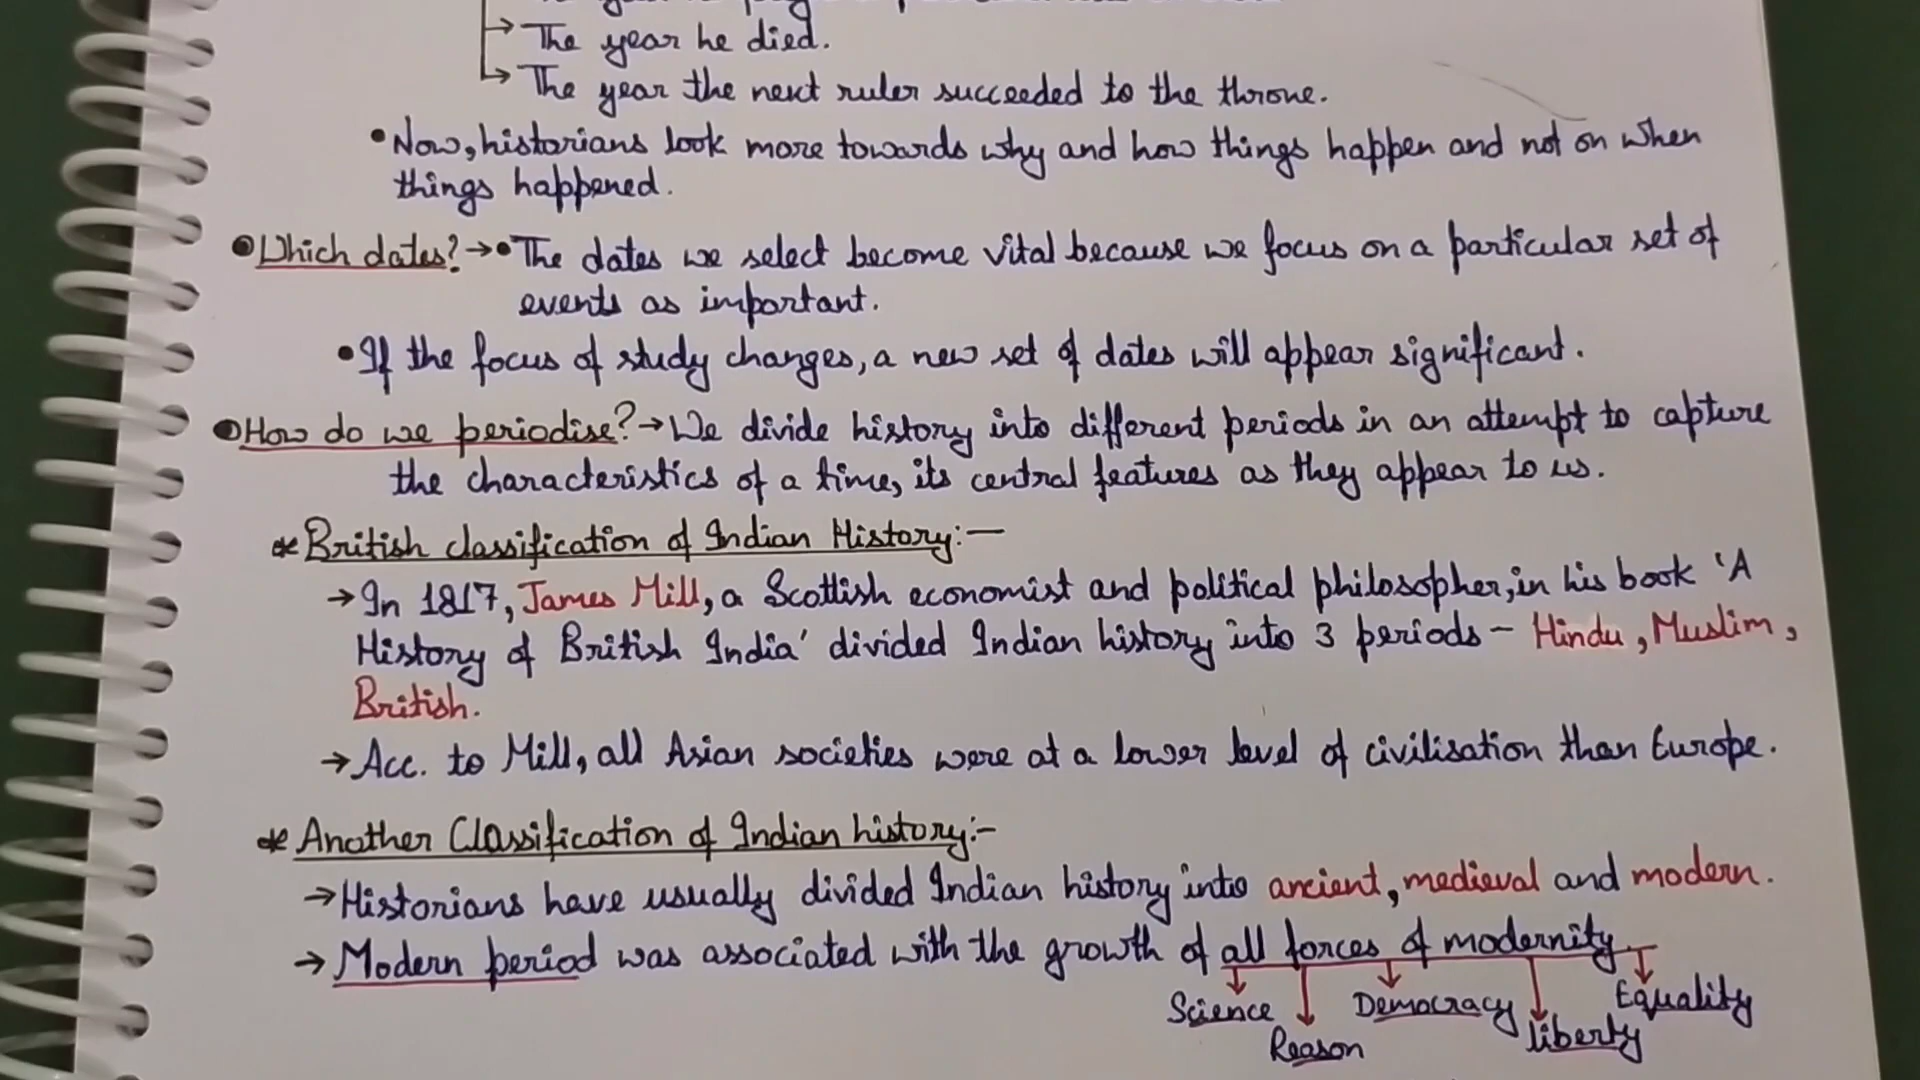 → The year he died.
→ The year the next ruler succeeded to the throne.
• Now, historians look more towards why and how things happen and not on when
things happened.
• Which dates? → • The dates we select become vital because we focus on a particular set of
events as important.
• If the focus of study changes, a new set of dates will appear significant.
• How do we periodise? → We divide history into different periods in an attempt to capture
the characteristics of a time, its central features as they appear to us.
* British classification of Indian History:—
→ In 1817, James Mill, a Scottish economist and political philosopher, in his book 'A
History of British India' divided Indian history into 3 periods – Hindu, Muslim,
British.
→ Acc. to Mill, all Asian societies were at a lower level of civilisation than Europe.
* Another Classification of Indian history:-
→ Historians have usually divided Indian history into ancient, medieval and modern.
→ Modern period was associated with the growth of all forces of modernity.
Science Democracy Equality
Reason liberty